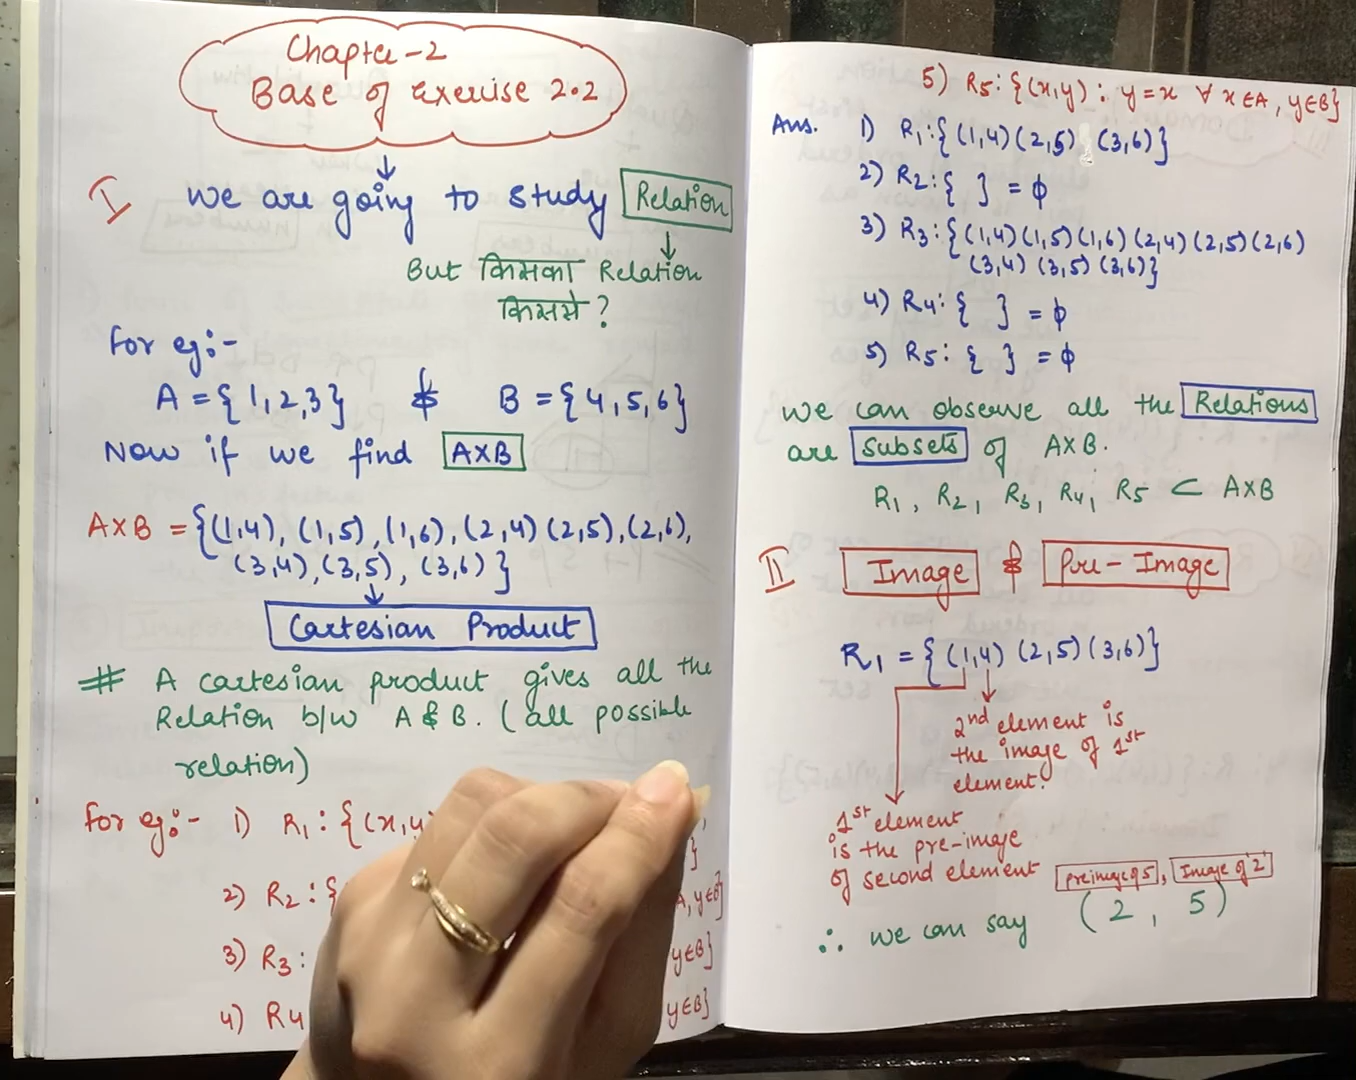 Chapter-2
Base of Exercise 2.2
I we are going to study Relation
But किसका Relation
किससे ?
For eg:-
A = {1,2,3} & B = {4,5,6}
Now if we find AxB
AxB = {(1,4), (1,5), (1,6), (2,4) (2,5), (2,6),
(3,4), (3,5), (3,6)}
Cartesian Product
# A cartesian product gives all the
Relation b/w A & B. (all possible
relation)
For eg:- 1) R1 : {(x,y
}
2) R2 : { A, y∈B}
3) R3 : y∈B}
4) R4 y∈B}
5) R5 : {(x,y) : y = x ∀ x∈A, y∈B}
Ans. 1) R1 : {(1,4) (2,5) (3,6)}
2) R2 : { } = ϕ
3) R3 : {(1,4) (1,5) (1,6) (2,4) (2,5) (2,6)
(3,4) (3,5) (3,6)}
4) R4 : { } = ϕ
5) R5 : { } = ϕ
we can observe all the Relations
are Subsets of AXB.
R1, R2, R3, R4, R5 ⊂ AXB
II Image & Pre-Image
R1 = {(1,4) (2,5) (3,6)}
2nd element is
the image of 1st
element.
1st element
is the pre-image
of second element
preimage of 5, Image of '2'
∴ we can say (2, 5)